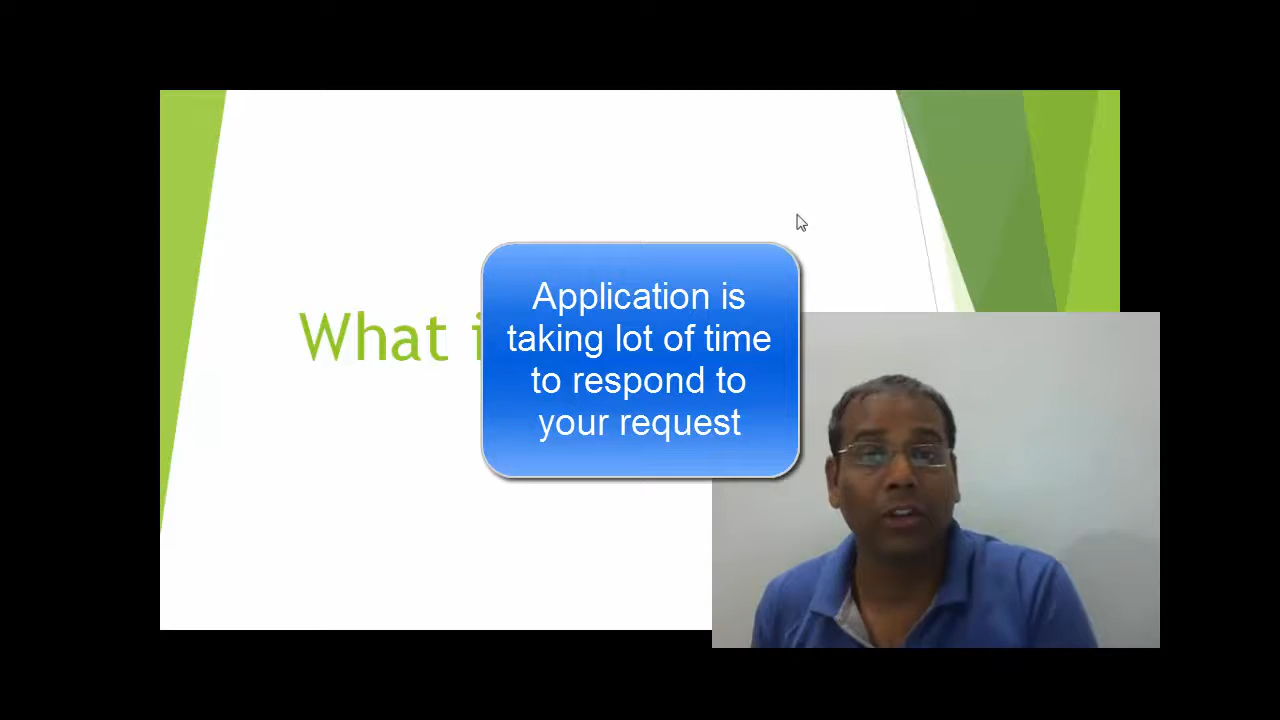 What i
Application is
taking lot of time
to respond to
your request